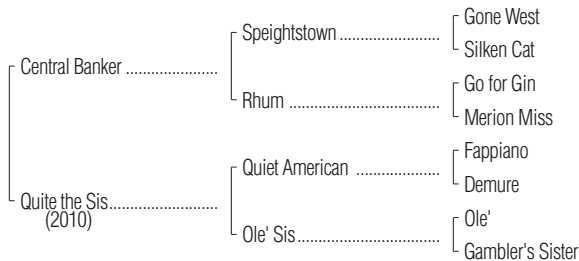 Gone West
Speightstown
Silken Cat
Central Banker
Go for Gin
Rhum
Merion Miss
Fappiano
Quiet American
Demure
Quite the Sis
(2010)
Ole'
Ole' Sis
Gambler's Sister